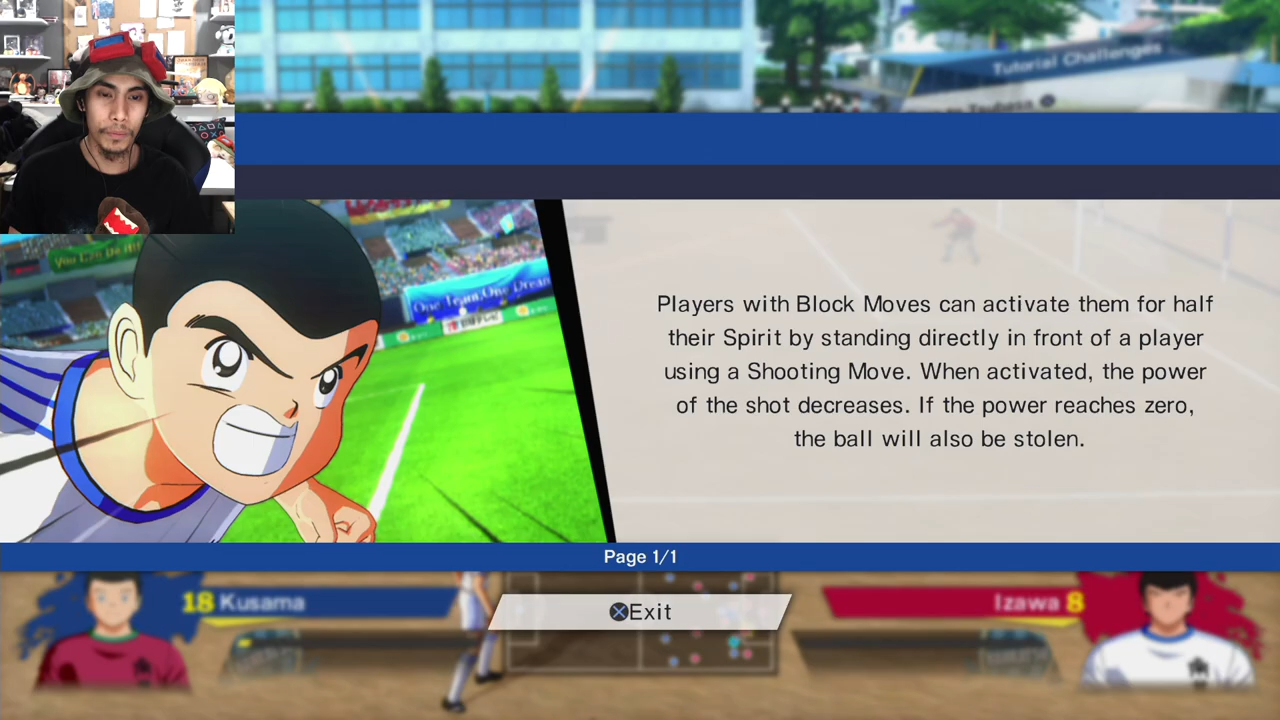 Tutorial Challenges
You Can Do It!
One Team, One Dream
Players with Block Moves can activate them for half
their Spirit by standing directly in front of a player
using a Shooting Move. When activated, the power
of the shot decreases. If the power reaches zero,
the ball will also be stolen.
Page 1/1
18 Kusama
Exit
Izawa 8